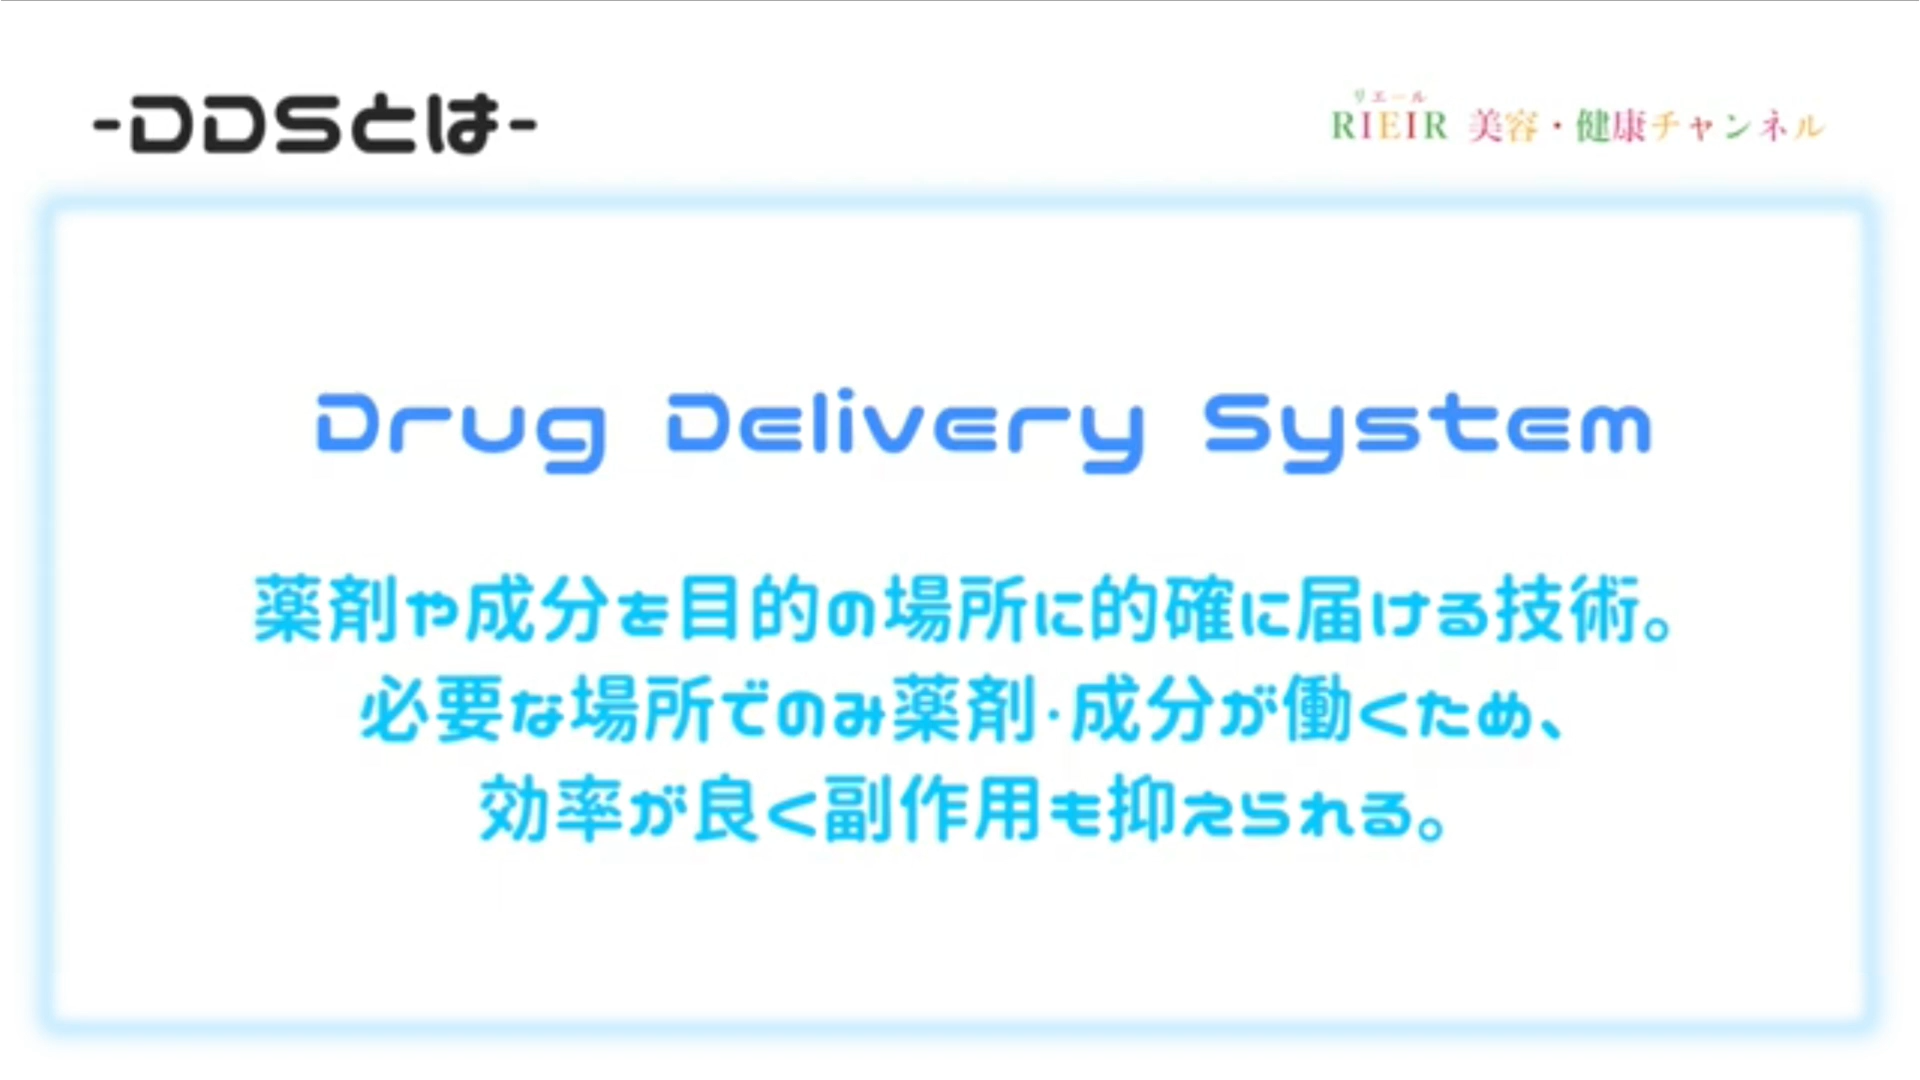 -DDSとは-
リエール
RIEIR 美容・健康チャンネル
Drug Delivery System
薬剤や成分を目的の場所に的確に届ける技術。
必要な場所でのみ薬剤・成分が働くため、
効率が良く副作用も抑えられる。